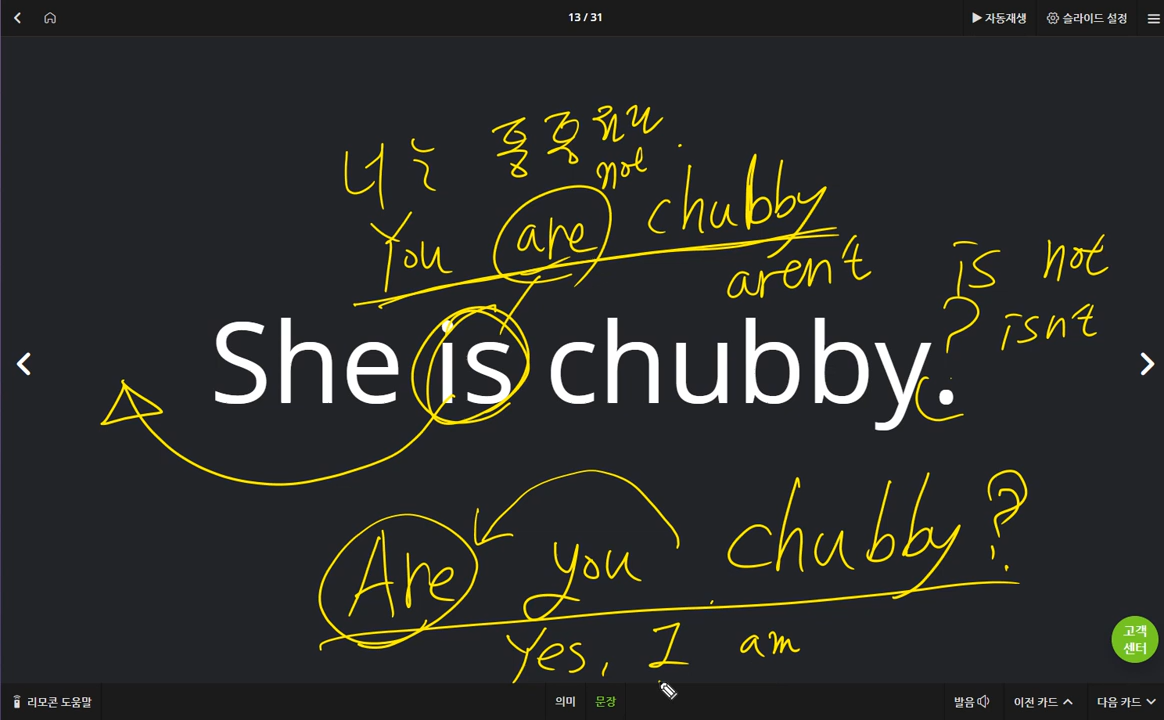 13 / 31
자동재생
슬라이드 설정
너는 통통하다.
not
You are chubby
aren't
is not
? isn't
She is chubby.
Are you chubby?
Yes, I am
고객
센터
리모콘 도움말
의미
문장
발음
이전 카드
다음 카드